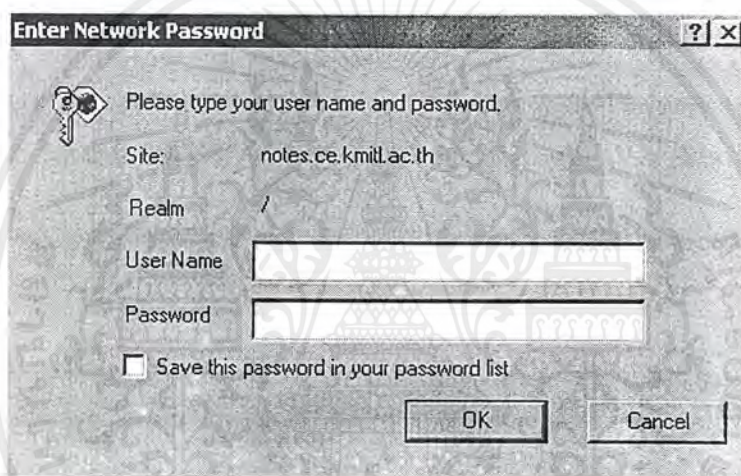 Enter Network Password
Please type your user name and password.
Site: notes.ce.kmitl.ac.th
Realm /
User Name
Password
Save this password in your password list
OK Cancel